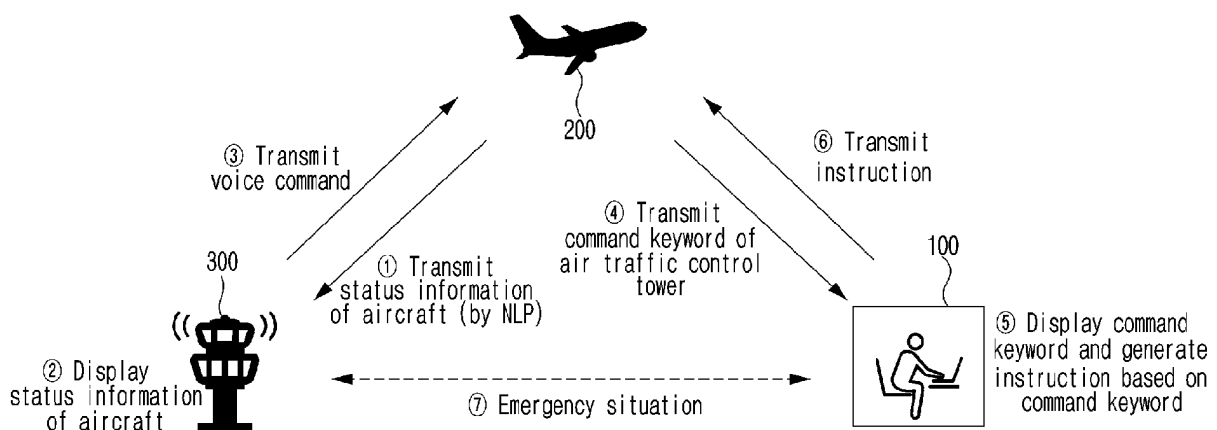 200
③ Transmit
voice command
⑥ Transmit
instruction
④ Transmit
command keyword of
air traffic control
tower
300
① Transmit
status information
of aircraft (by NLP)
100
② Display
status information
of aircraft
⑤ Display command
keyword and generate
instruction based on
command keyword
⑦ Emergency situation